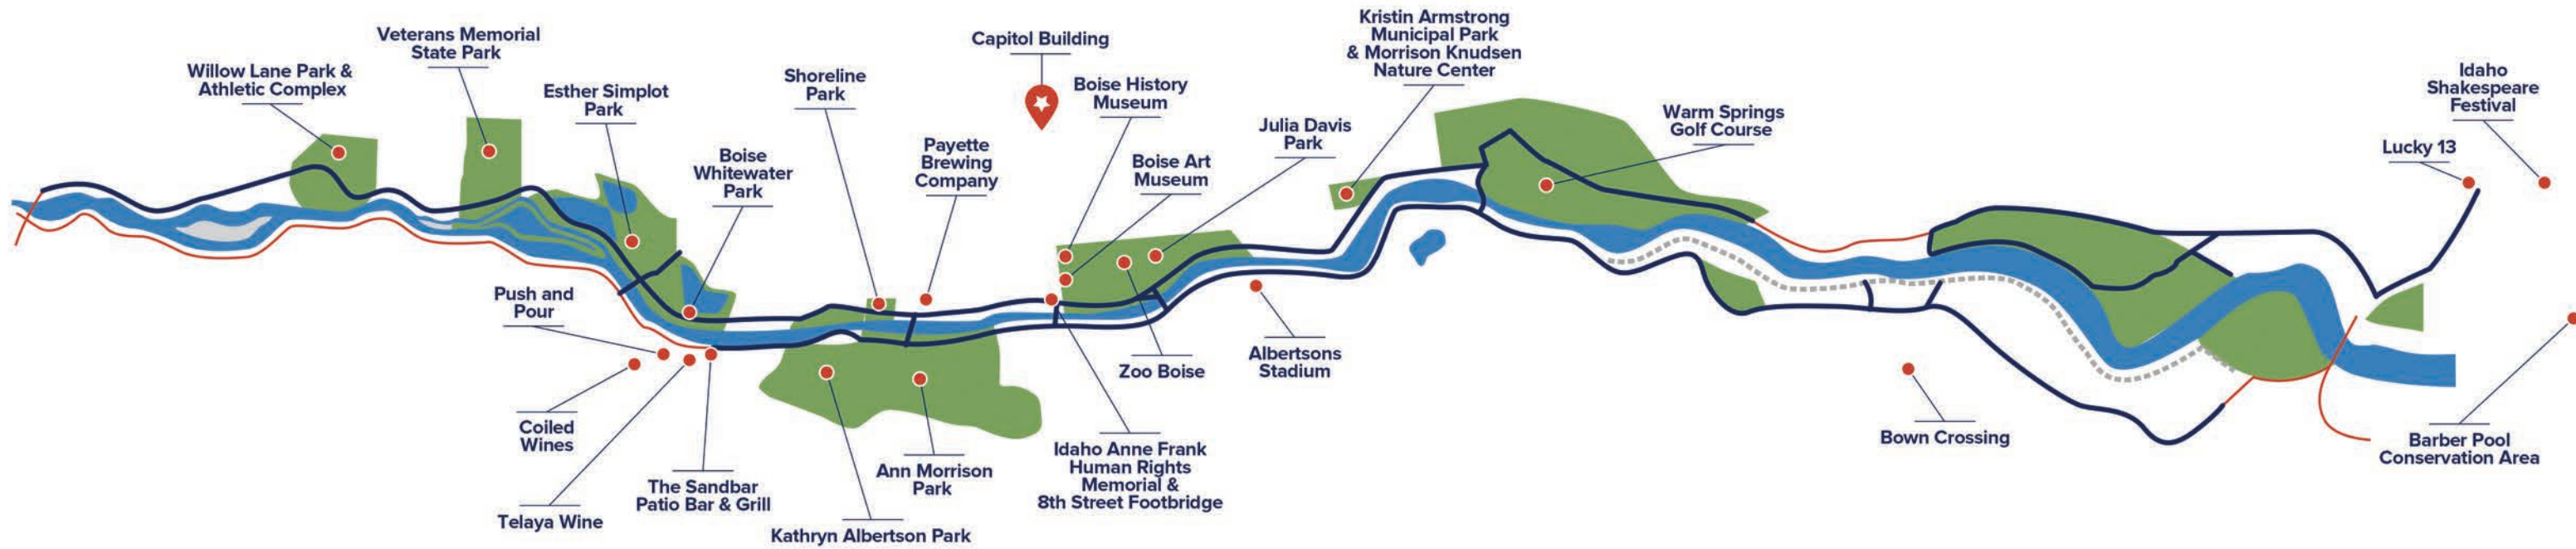 Willow Lane Park &
Athletic Complex
Veterans Memorial
State Park
Esther Simplot
Park
Boise
Whitewater
Park
Shoreline
Park
Payette
Brewing
Company
Capitol Building
Boise History
Museum
Boise Art
Museum
Julia Davis
Park
Kristin Armstrong
Municipal Park
& Morrison Knudsen
Nature Center
Warm Springs
Golf Course
Lucky 13
Idaho
Shakespeare
Festival
Push and
Pour
Coiled
Wines
Telaya Wine
The Sandbar
Patio Bar & Grill
Kathryn Albertson Park
Ann Morrison
Park
Idaho Anne Frank
Human Rights
Memorial &
8th Street Footbridge
Zoo Boise
Albertsons
Stadium
Bown Crossing
Barber Pool
Conservation Area